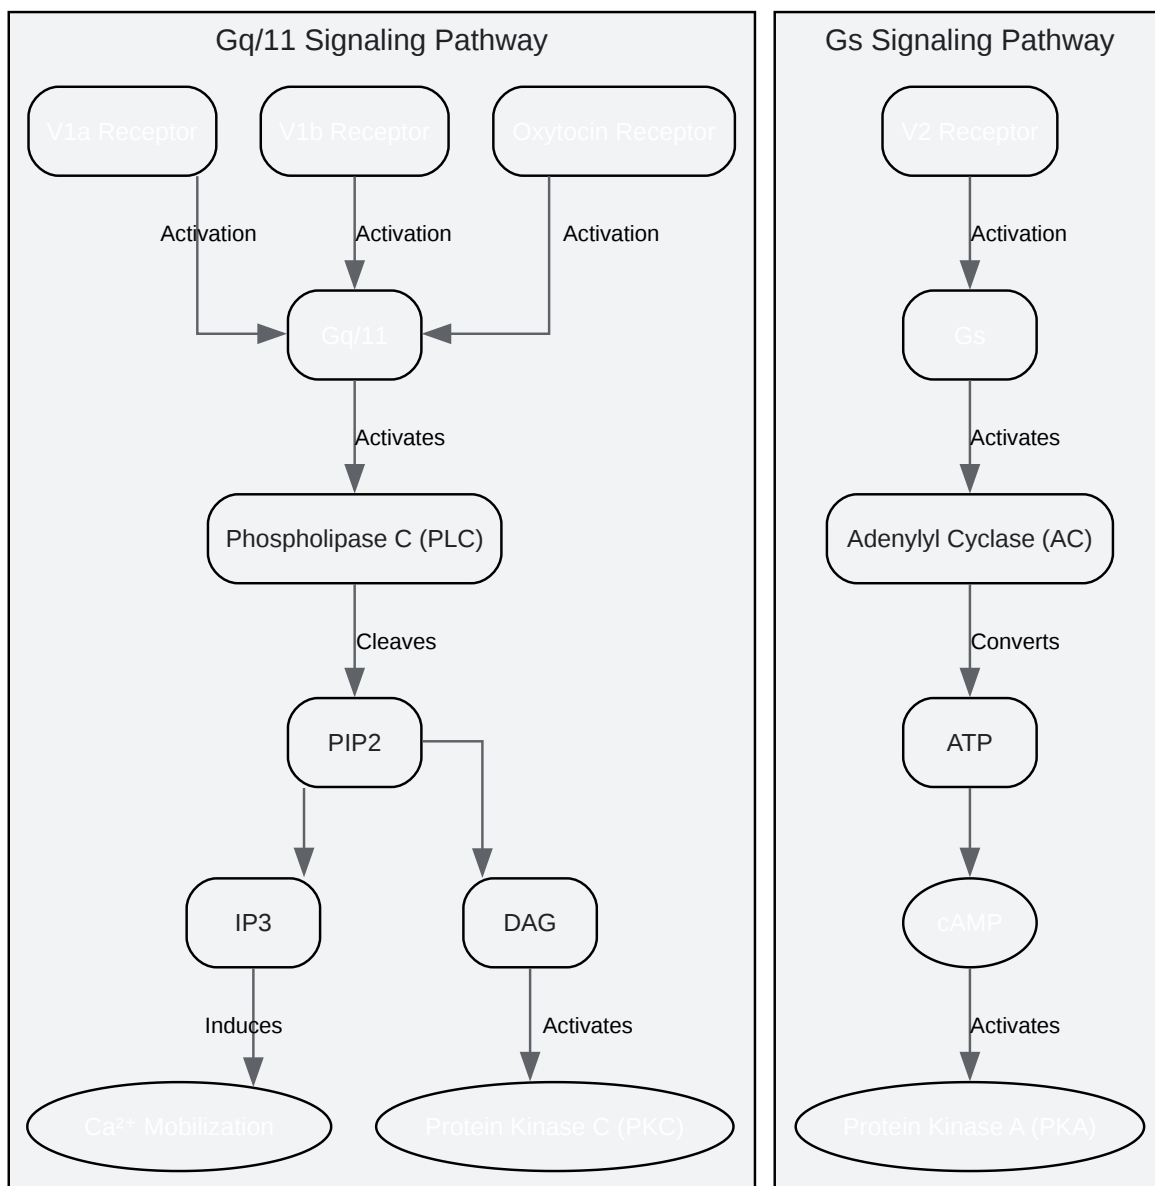 Gq/11 Signaling Pathway
Gs Signaling Pathway
V1a Receptor
V1b Receptor
Oxytocin Receptor
V2 Receptor
Activation
Activation
Activation
Activation
Gq/11
Gs
Activates
Activates
Phospholipase C (PLC)
Adenylyl Cyclase (AC)
Cleaves
Converts
PIP2
ATP
IP3
DAG
cAMP
Induces
Activates
Activates
Ca²⁺ Mobilization
Protein Kinase C (PKC)
Protein Kinase A (PKA)